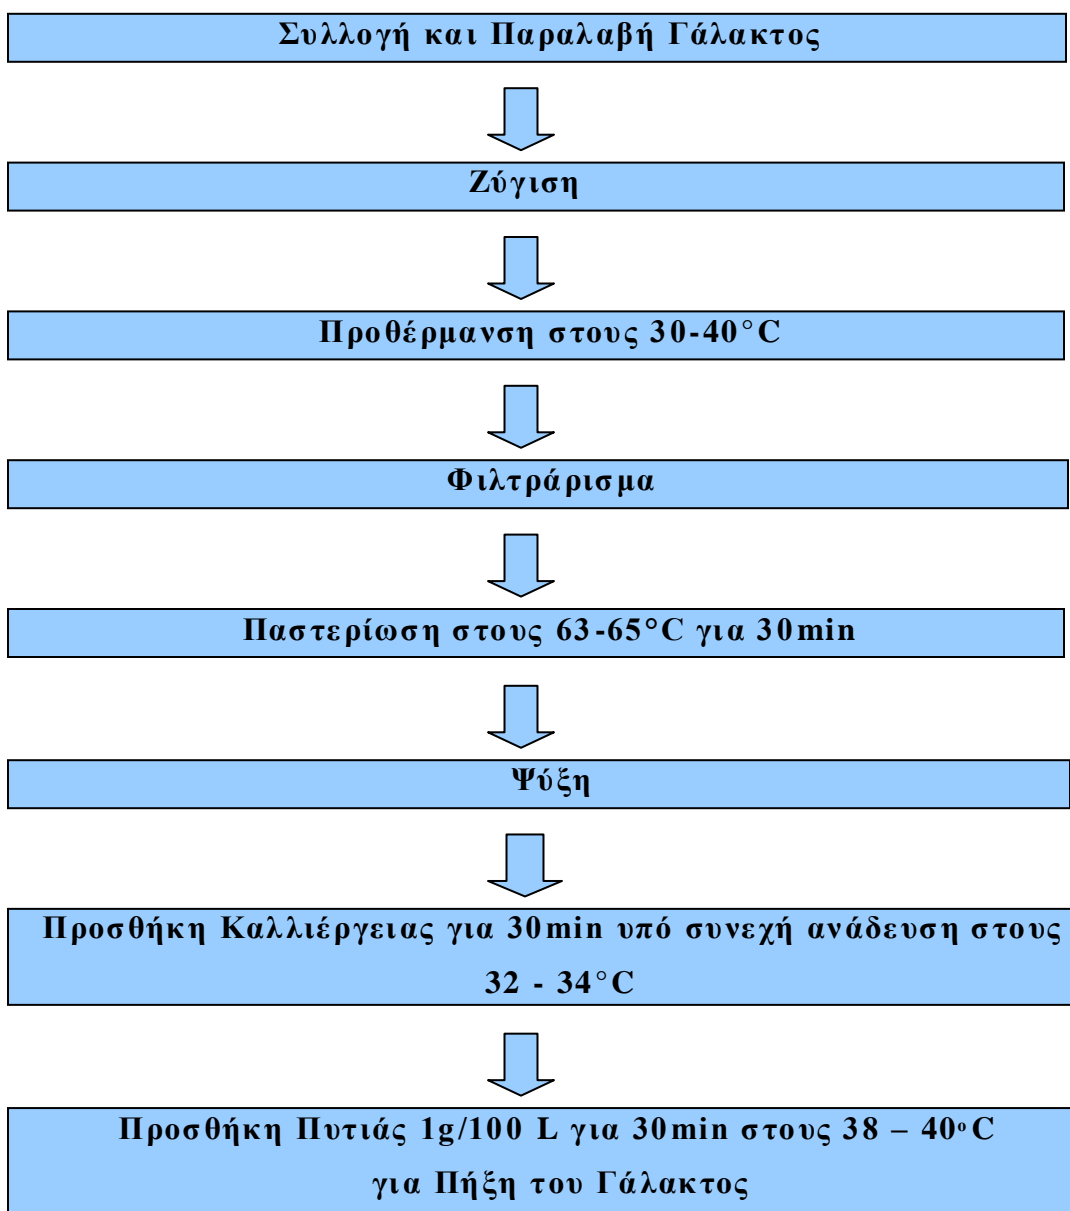 Συλλογή και Παραλαβή Γάλακτος
Ζύγιση
Προθέρμανση στους 30-40°C
Φιλτράρισμα
Παστερίωση στους 63-65°C για 30min
Ψύξη
Προσθήκη Καλλιέργειας για 30min υπό συνεχή ανάδευση στους
32 - 34°C
Προσθήκη Πυτιάς 1g/100 L για 30min στους 38 – 40°C
για Πήξη του Γάλακτος